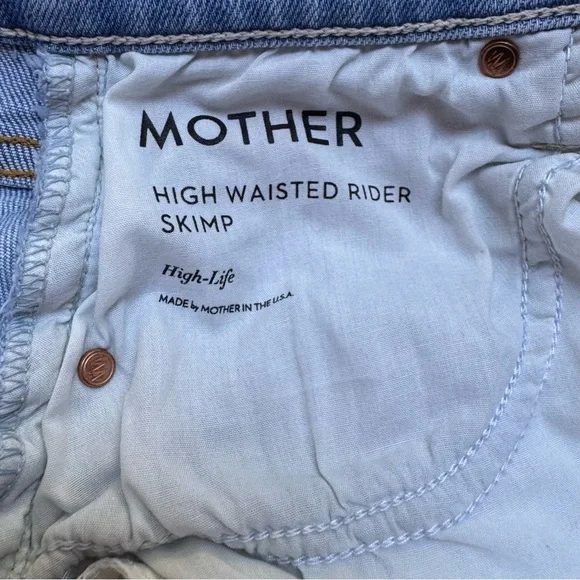 MOTHER
HIGH WAISTED RIDER
SKIMP
High-Life
MADE by MOTHER IN THE U.S.A.